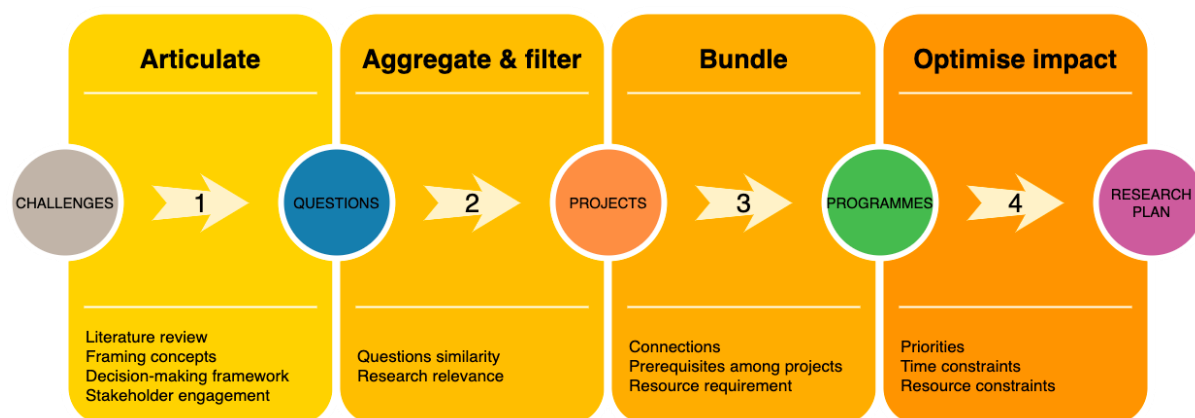 Articulate
Aggregate & filter
Bundle
Optimise impact
CHALLENGES
1
QUESTIONS
2
PROJECTS
3
PROGRAMMES
4
RESEARCH
PLAN
Literature review
Framing concepts
Decision-making framework
Stakeholder engagement
Questions similarity
Research relevance
Connections
Prerequisites among projects
Resource requirement
Priorities
Time constraints
Resource constraints